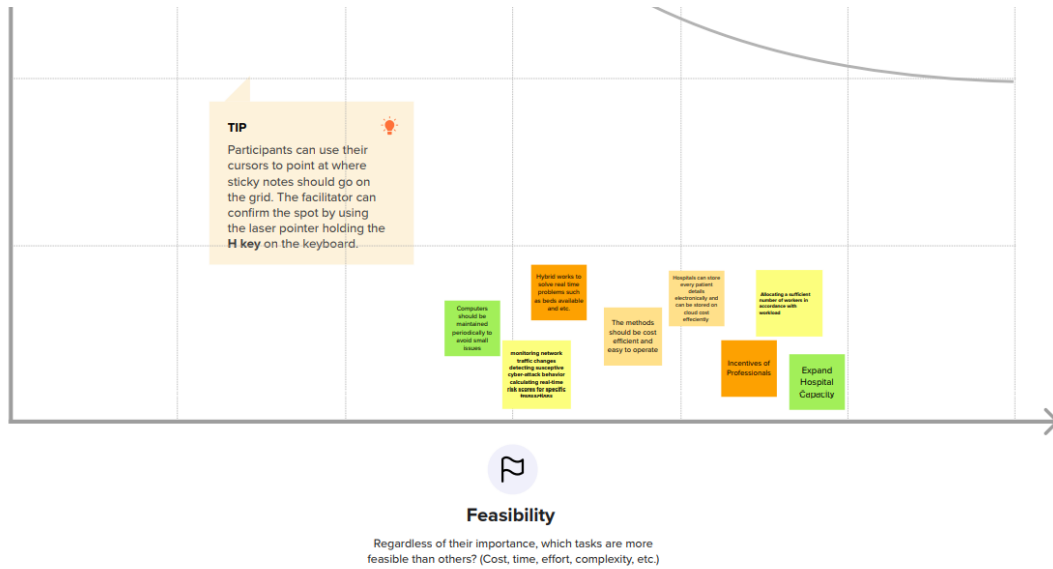 TIP
Participants can use their
cursors to point at where
sticky notes should go on
the grid. The facilitator can
confirm the spot by using
the laser pointer holding the
H key on the keyboard.
Computers
should be
maintained
periodically to
avoid small
issues
Hybrid works to
solve real time
problems such
as beds available
and etc.
monitoring network
traffic changes
detecting susceptive
cyber-attack behavior
calculating real-time
risk scores for specific
transactions
The methods
should be cost
efficient and
easy to operate
Hospitals can store
every patient
details
electronically and
can be stored on
cloud cost
effeciently
Allocating a sufficient
number of workers in
accordance with
workload
Incentives of
Professionals
Expand
Hospital
Capacity
Feasibility
Regardless of their importance, which tasks are more
feasible than others? (Cost, time, effort, complexity, etc.)